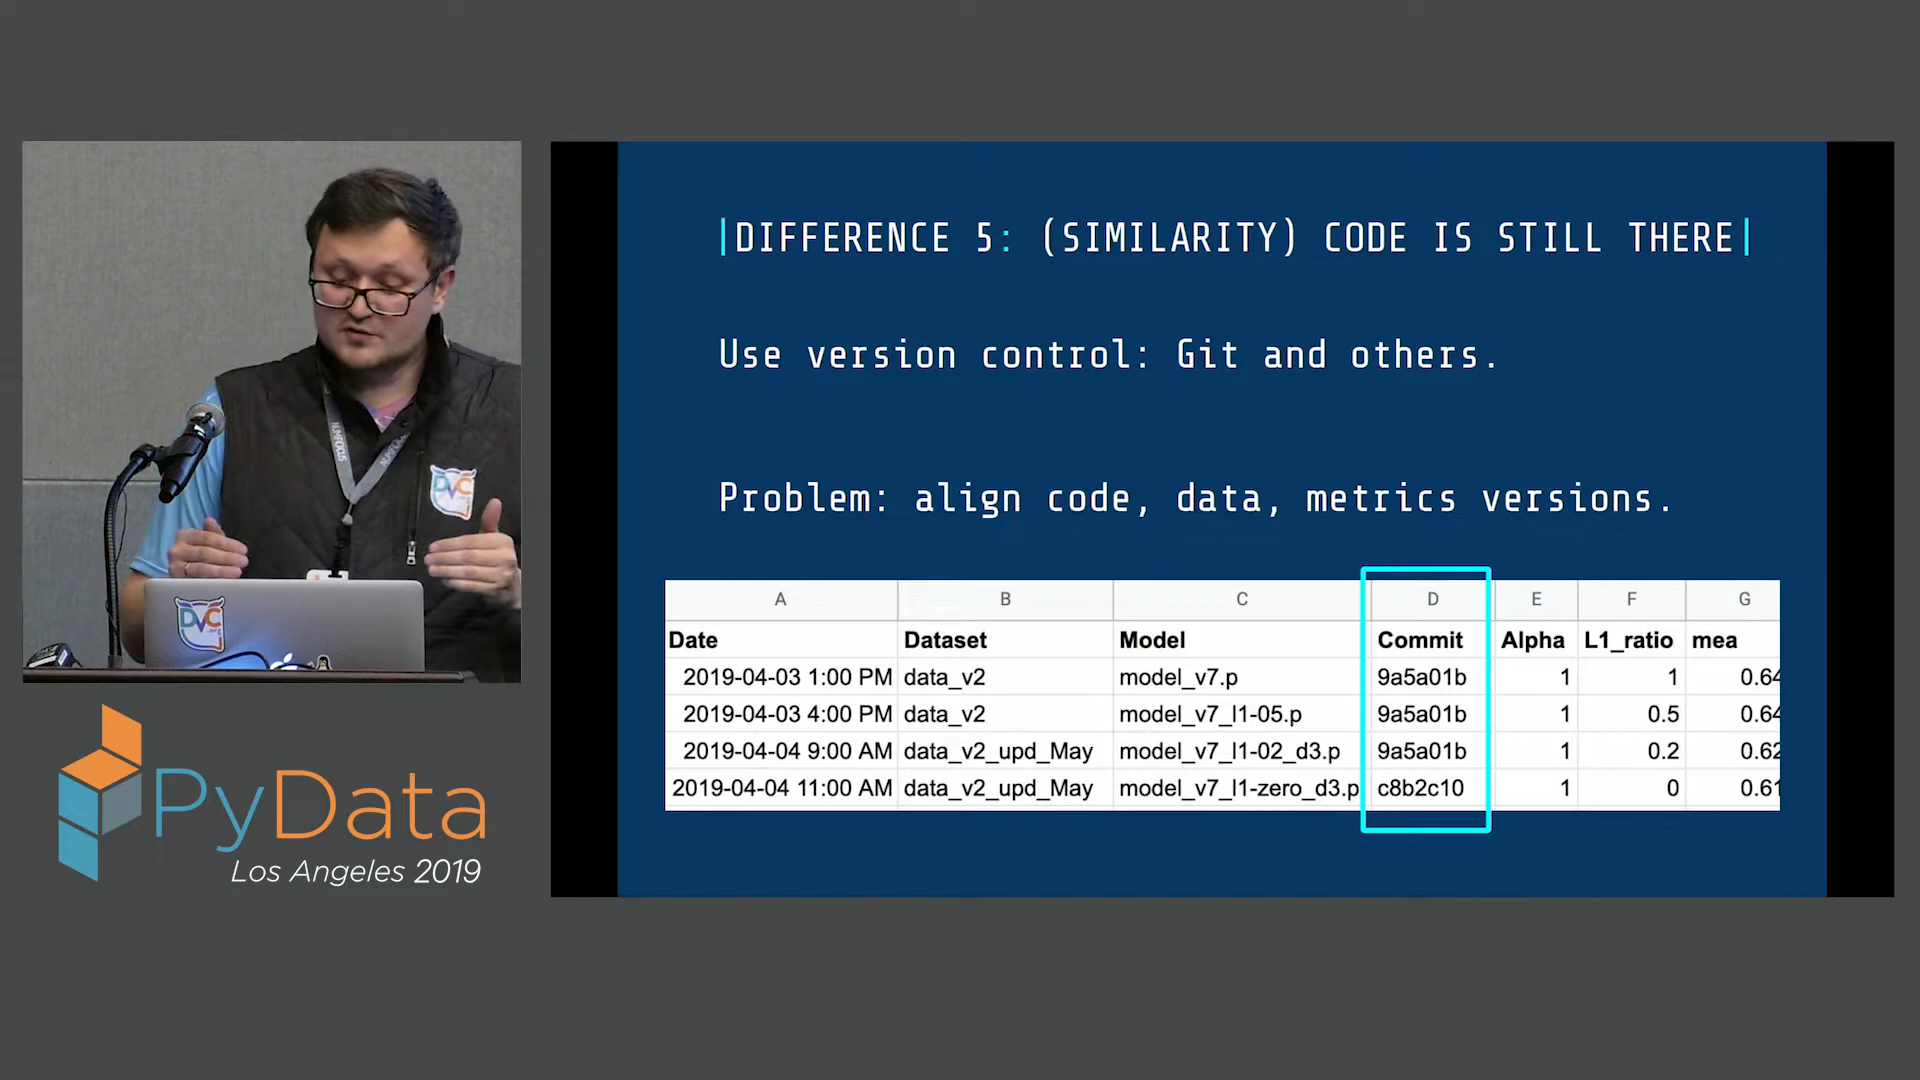 |DIFFERENCE 5: (SIMILARITY) CODE IS STILL THERE|
Use version control: Git and others.
Problem: align code, data, metrics versions.
A B C D E F G
Date Dataset Model Commit Alpha L1_ratio mea
2019-04-03 1:00 PM data_v2 model_v7.p 9a5a01b 1 1 0.64
2019-04-03 4:00 PM data_v2 model_v7_l1-05.p 9a5a01b 1 0.5 0.64
2019-04-04 9:00 AM data_v2_upd_May model_v7_l1-02_d3.p 9a5a01b 1 0.2 0.62
2019-04-04 11:00 AM data_v2_upd_May model_v7_l1-zero_d3.p c8b2c10 1 0 0.61
NUMFOCUS
DVC
DVC
PyData
Los Angeles 2019